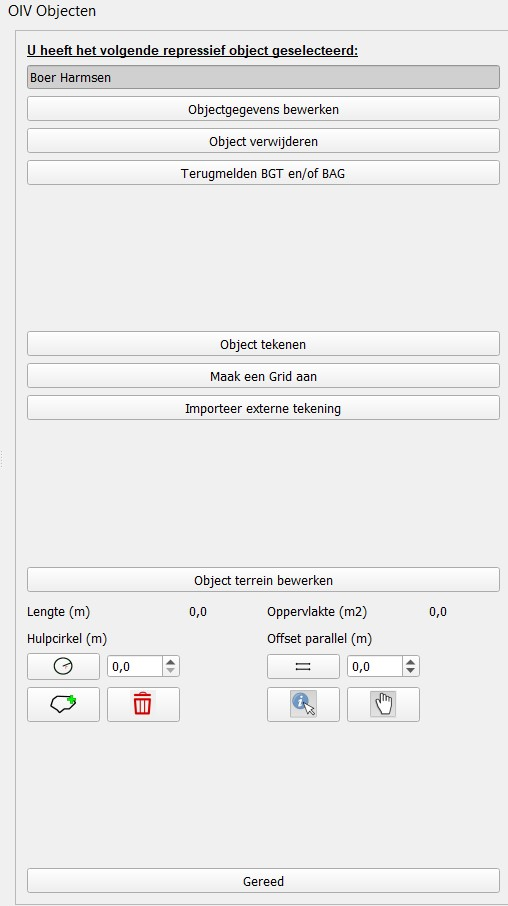 OIV Objecten
U heeft het volgende repressief object geselecteerd:
Boer Harmsen
Objectgegevens bewerken
Object verwijderen
Terugmelden BGT en/of BAG
Object tekenen
Maak een Grid aan
Importeer externe tekening
Object terrein bewerken
Lengte (m) 0,0 Oppervlakte (m2) 0,0
Hulpcirkel (m) Offset parallel (m)
0,0 0,0
Gereed